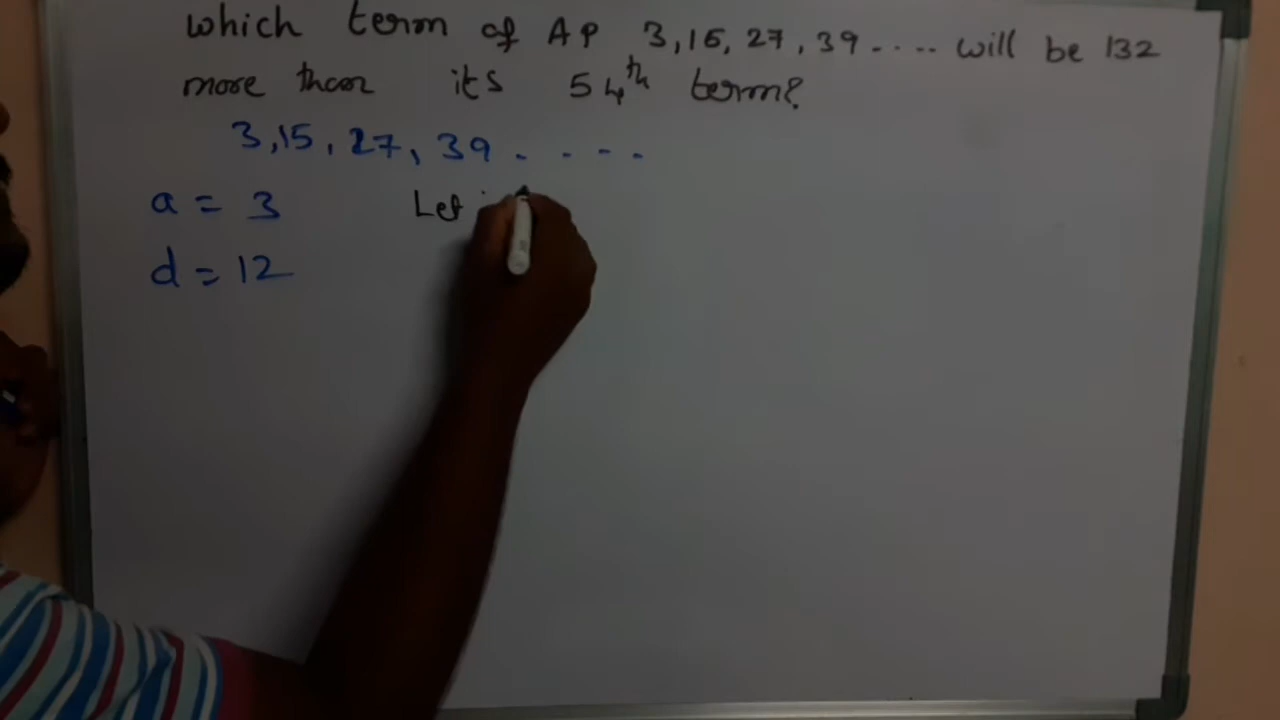 which term of AP 3,15, 27, 39.... will be 132
more than its 54th term?
3,15, 27, 39 . . . .
a = 3 Let
d = 12